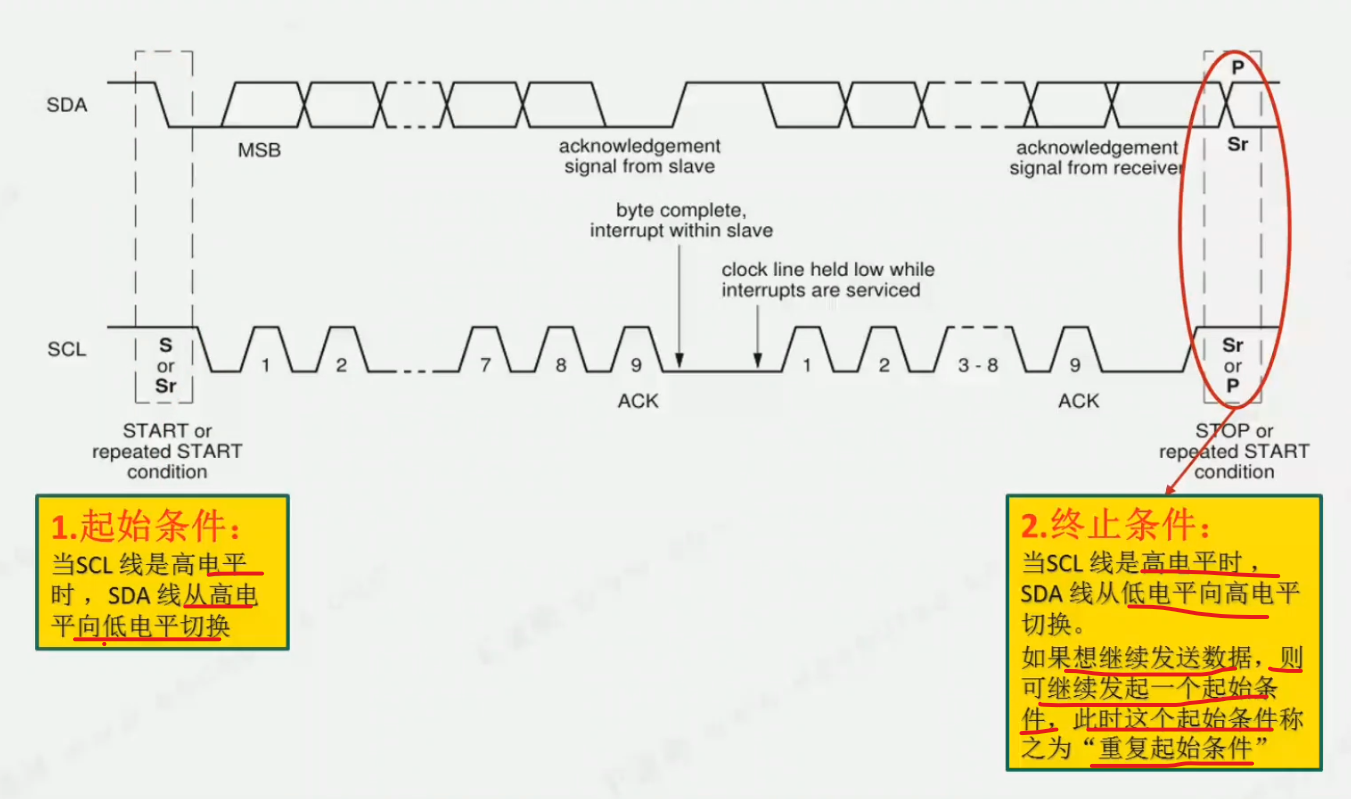 P
SDA
MSB
acknowledgement
signal from slave
acknowledgement
signal from receiver
Sr
byte complete,
interrupt within slave
clock line held low while
interrupts are serviced
SCL
S
or
Sr
1
2
7
8
9
1
2
3 - 8
9
Sr
or
P
ACK
ACK
START or
repeated START
condition
STOP or
repeated START
condition
1.起始条件：
当SCL 线是高电平
时， SDA 线从高电
平向低电平切换
2.终止条件：
当SCL 线是高电平时，
SDA 线从低电平向高电平
切换。
如果想继续发送数据，则
可继续发起一个起始条
件，此时这个起始条件称
之为“重复起始条件”